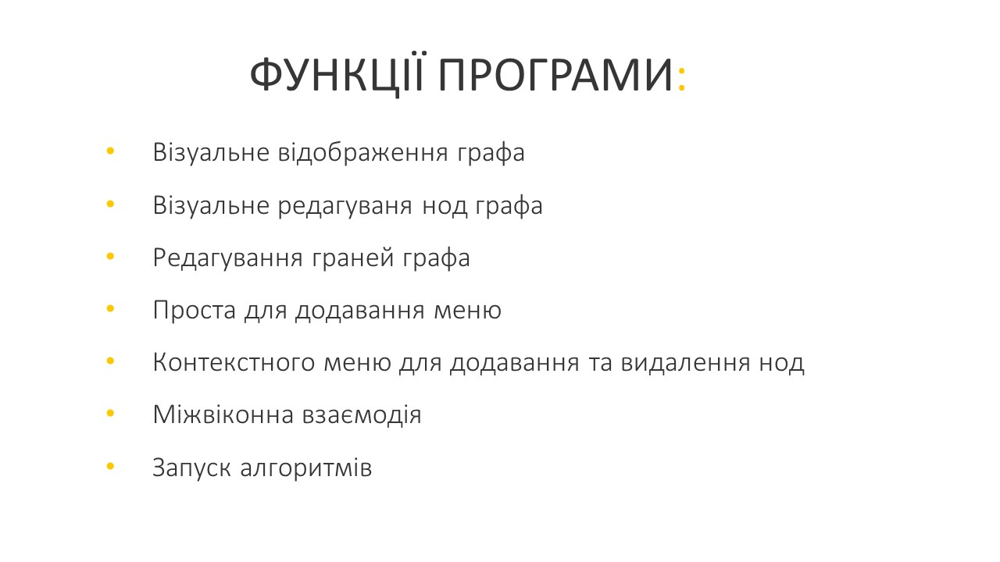 ФУНКЦІЇ ПРОГРАМИ:
• Візуальне відображення графа
• Візуальне редагуваня нод графа
• Редагування граней графа
• Проста для додавання меню
• Контекстного меню для додавання та видалення нод
• Міжвіконна взаємодія
• Запуск алгоритмів